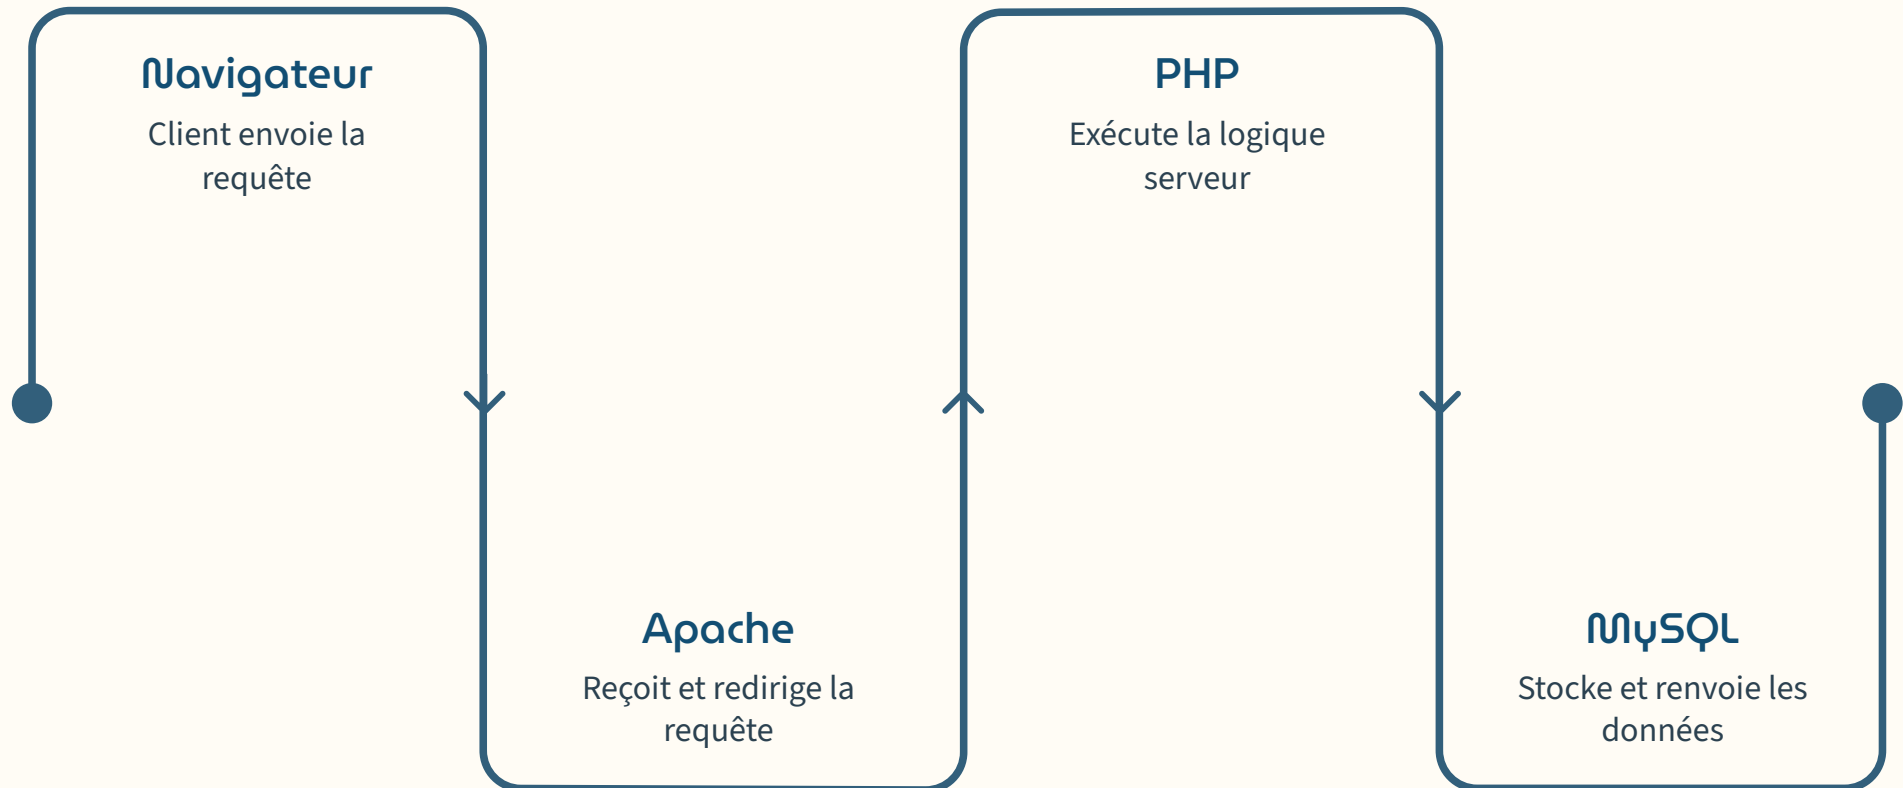 Navigateur
Client envoie la
requête
Apache
Reçoit et redirige la
requête
PHP
Exécute la logique
serveur
MySQL
Stocke et renvoie les
données